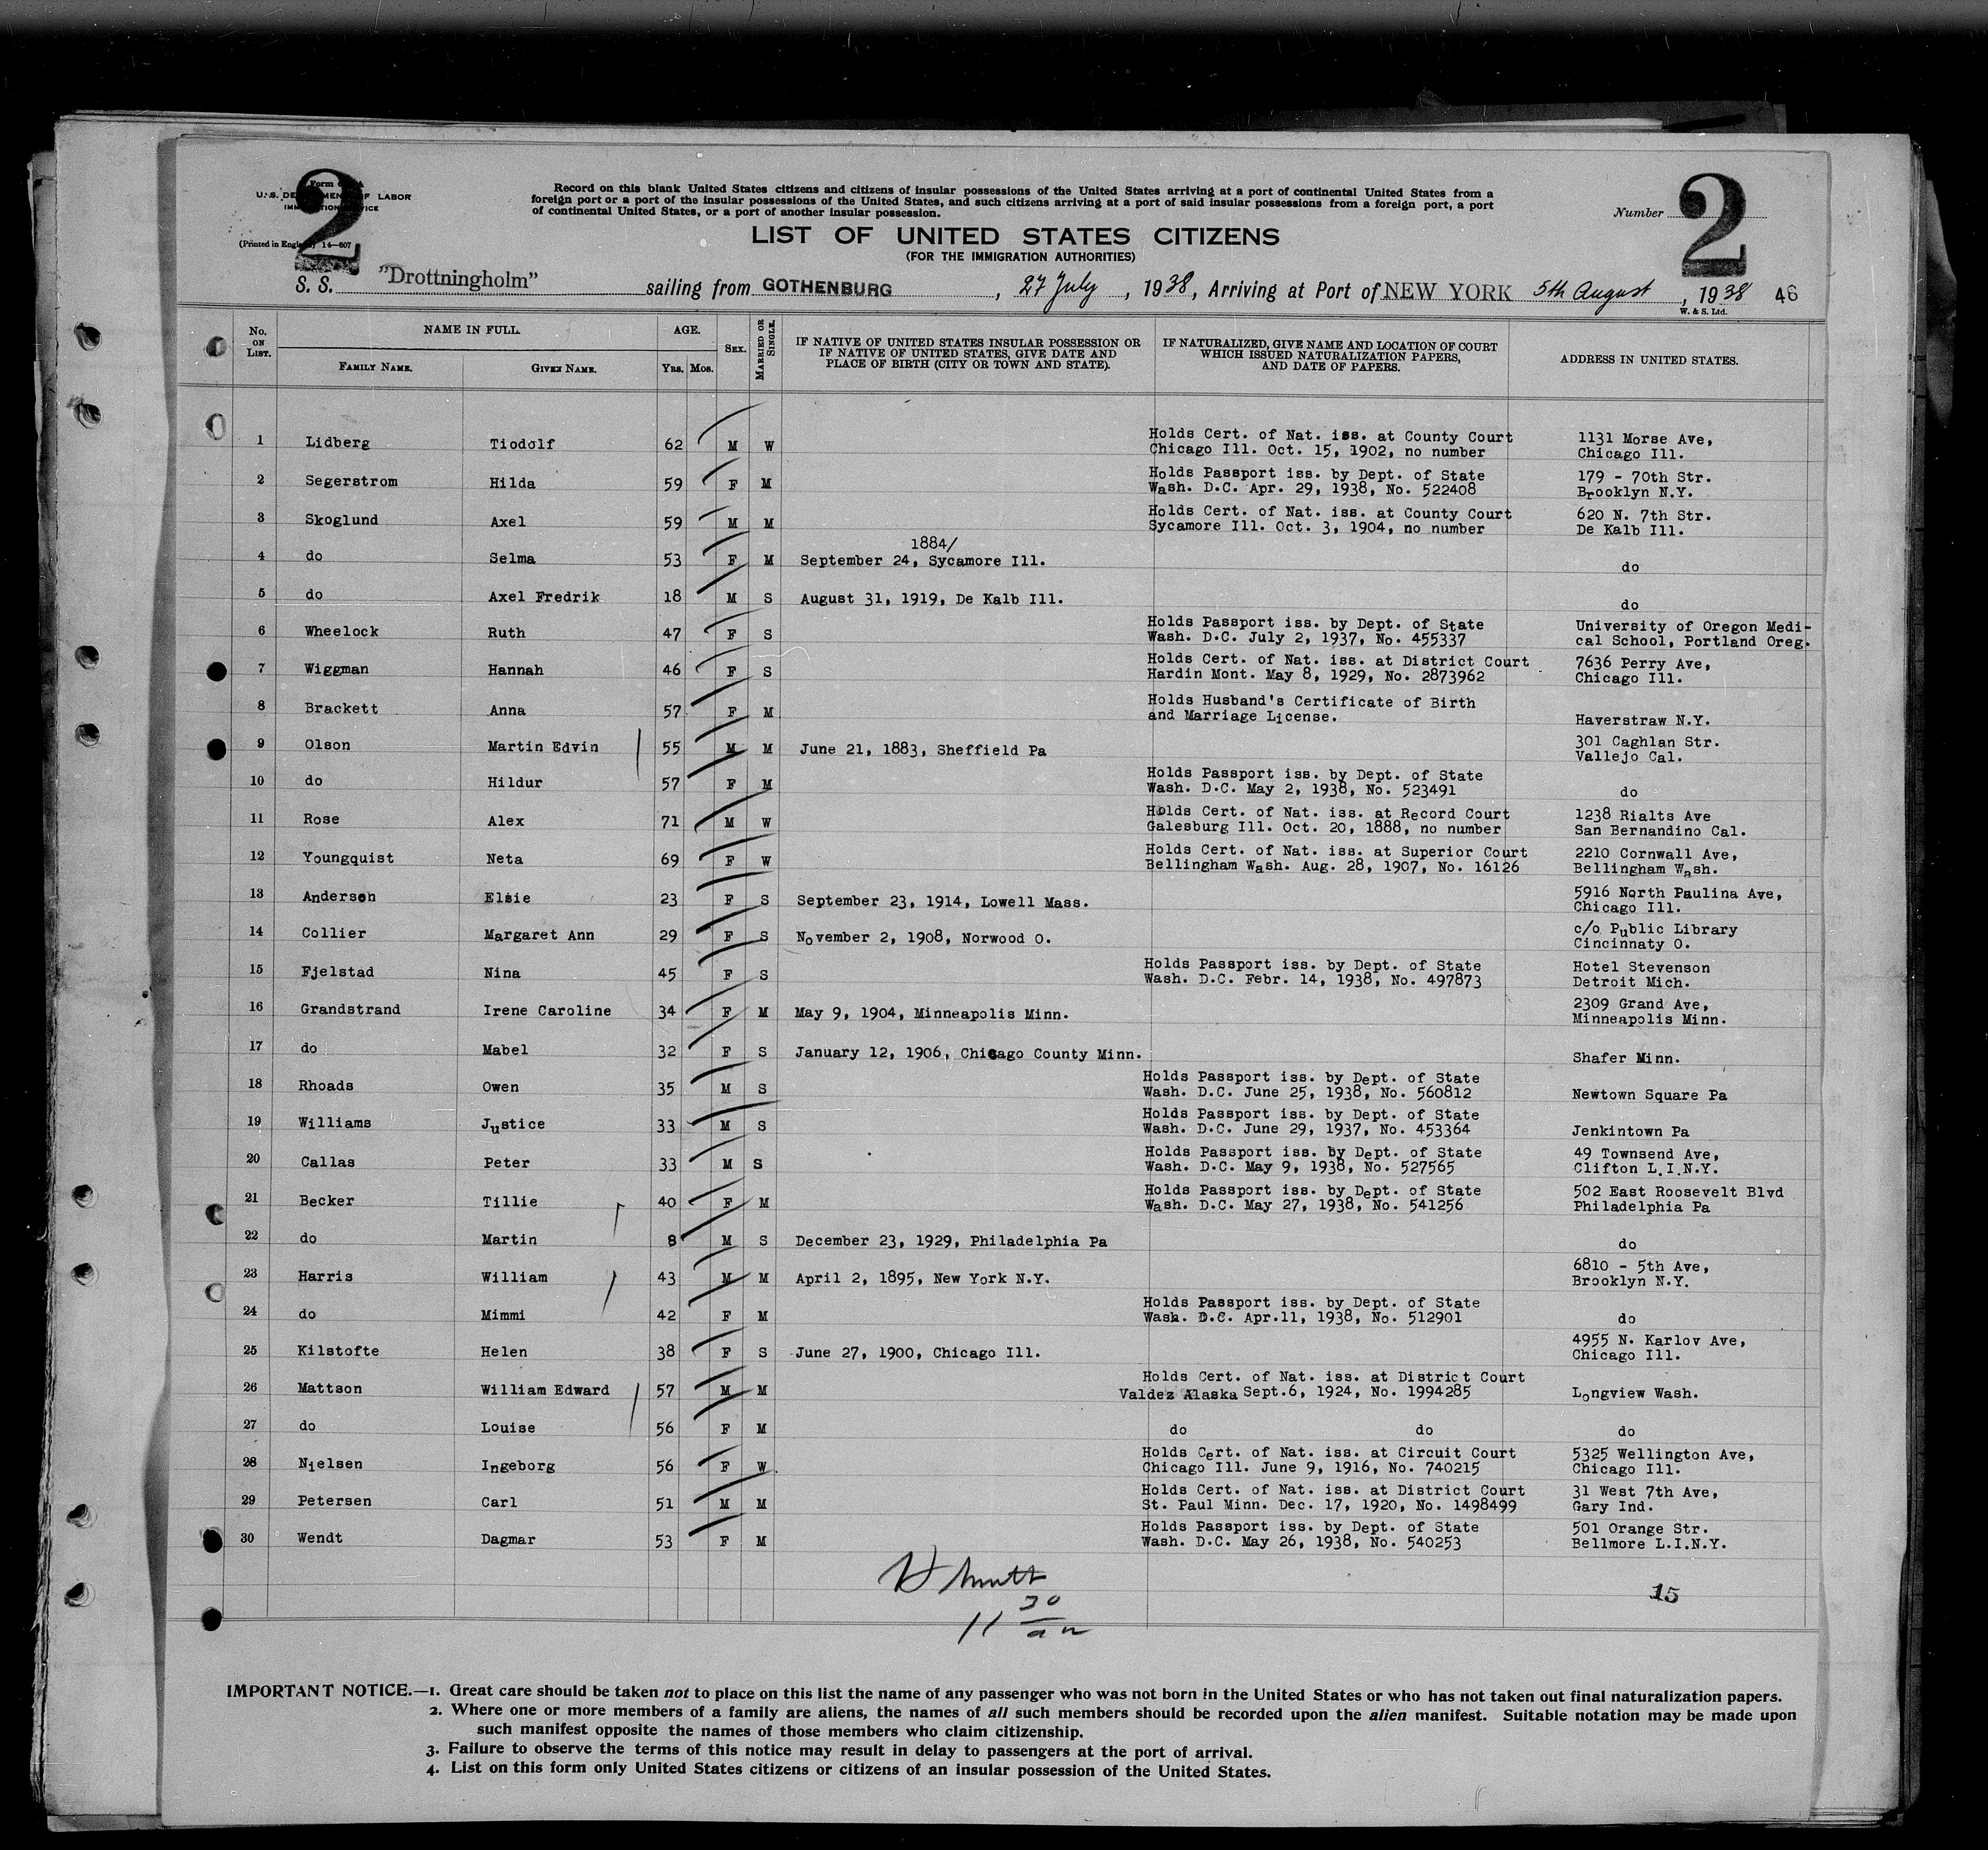 2
2
Form
U.S. DEPARTMENT OF LABOR
IMMIGRATION SERVICE
(Printed in England) 14—607
Record on this blank United States citizens and citizens of insular possessions of the United States arriving at a port of continental United States from a
foreign port or a port of the insular possessions of the United States, and such citizens arriving at a port of said insular possessions from a foreign port, a port
of continental United States, or a port of another insular possession.
Number
LIST OF UNITED STATES CITIZENS
(FOR THE IMMIGRATION AUTHORITIES)
S. S. "Drottningholm" sailing from GOTHENBURG, 27 July, 1938, Arriving at Port of NEW YORK 5th August, 1938 46
W. & S. Ltd.
No. ON LIST. NAME IN FULL. AGE. SEX. MARRIED OR SINGLE. IF NATIVE OF UNITED STATES INSULAR POSSESSION OR IF NATIVE OF UNITED STATES, GIVE DATE AND PLACE OF BIRTH (CITY OR TOWN AND STATE). IF NATURALIZED, GIVE NAME AND LOCATION OF COURT WHICH ISSUED NATURALIZATION PAPERS, AND DATE OF PAPERS. ADDRESS IN UNITED STATES.
FAMILY NAME. GIVEN NAME. YRS. MOS.
1 Lidberg Tiodolf 62 M W Holds Cert. of Nat. iss. at County Court 1131 Morse Ave,
Chicago Ill. Oct. 15, 1902, no number Chicago Ill.
2 Segerstrom Hilda 59 F M Holds Passport iss. by Dept. of State 179 - 70th Str.
Wash. D.C. Apr. 29, 1938, No. 522408 Brooklyn N.Y.
3 Skoglund Axel 59 M M Holds Cert. of Nat. iss. at County Court 620 N. 7th Str.
Sycamore Ill. Oct. 3, 1904, no number De Kalb Ill.
1884/
4 do Selma 53 F M September 24, Sycamore Ill. do
5 do Axel Fredrik 18 M S August 31, 1919, De Kalb Ill. do
6 Wheelock Ruth 47 F S Holds Passport iss. by Dept. of State University of Oregon Medi-
Wash. D.C. July 2, 1937, No. 455337 cal School, Portland Oreg.
7 Wiggman Hannah 46 F S Holds Cert. of Nat. iss. at District Court 7636 Perry Ave,
Hardin Mont. May 8, 1929, No. 2873962 Chicago Ill.
8 Brackett Anna 57 F M Holds Husband's Certificate of Birth
and Marriage License. Haverstraw N.Y.
9 Olson Martin Edvin 55 M M June 21, 1883, Sheffield Pa 301 Caghlan Str.
Vallejo Cal.
10 do Hildur 57 F M Holds Passport iss. by Dept. of State
Wash. D.C. May 2, 1938, No. 523491 do
11 Rose Alex 71 M W Holds Cert. of Nat. iss. at Record Court 1238 Rialts Ave
Galesburg Ill. Oct. 20, 1888, no number San Bernandino Cal.
12 Youngquist Neta 69 F W Holds Cert. of Nat. iss. at Superior Court 2210 Cornwall Ave,
Bellingham Wash. Aug. 28, 1907, No. 16126 Bellingham Wash.
13 Anderson Elsie 23 F S September 23, 1914, Lowell Mass. 5916 North Paulina Ave,
Chicago Ill.
14 Collier Margaret Ann 29 F S November 2, 1908, Norwood O. c/o Public Library
Cincinnaty O.
15 Fjelstad Nina 45 F S Holds Passport iss. by Dept. of State Hotel Stevenson
Wash. D.C. Febr. 14, 1938, No. 497873 Detroit Mich.
16 Grandstrand Irene Caroline 34 F M May 9, 1904, Minneapolis Minn. 2309 Grand Ave,
Minneapolis Minn.
17 do Mabel 32 F S January 12, 1906, Chisago County Minn. Shafer Minn.
18 Rhoads Owen 35 M S Holds Passport iss. by Dept. of State
Wash. D.C. June 25, 1938, No. 560812 Newtown Square Pa
19 Williams Justice 33 M S Holds Passport iss. by Dept. of State
Wash. D.C. June 29, 1937, No. 453364 Jenkintown Pa
20 Callas Peter 33 M S Holds Passport iss. by Dept. of State 49 Townsend Ave,
Wash. D.C. May 9, 1938, No. 527565 Clifton L.I.N.Y.
21 Becker Tillie 40 F M Holds Passport iss. by Dept. of State 502 East Roosevelt Blvd
Wash. D.C. May 27, 1938, No. 541256 Philadelphia Pa
22 do Martin 8 M S December 23, 1929, Philadelphia Pa do
23 Harris William 43 M M April 2, 1895, New York N.Y. 6810 - 5th Ave,
Brooklyn N.Y.
24 do Mimmi 42 F M Holds Passport iss. by Dept. of State
Wash. D.C. Apr.11, 1938, No. 512901 do
25 Kilstofte Helen 38 F S June 27, 1900, Chicago Ill. 4955 N. Karlov Ave,
Chicago Ill.
26 Mattson William Edward 57 M M Holds Cert. of Nat. iss. at District Court
Valdez Alaska Sept.6, 1924, No. 1994285 Longview Wash.
27 do Louise 56 F M do do do
28 Nielsen Ingeborg 56 F W Holds Cert. of Nat. iss. at Circuit Court 5325 Wellington Ave,
Chicago Ill. June 9, 1916, No. 740215 Chicago Ill.
29 Petersen Carl 51 M M Holds Cert. of Nat. iss. at District Court 31 West 7th Ave,
St. Paul Minn. Dec. 17, 1920, No. 1498499 Gary Ind.
30 Wendt Dagmar 53 F M Holds Passport iss. by Dept. of State 501 Orange Str.
Wash. D.C. May 26, 1938, No. 540253 Bellmore L.I.N.Y.
15
11 30
am
IMPORTANT NOTICE.—1. Great care should be taken not to place on this list the name of any passenger who was not born in the United States or who has not taken out final naturalization papers.
2. Where one or more members of a family are aliens, the names of all such members should be recorded upon the alien manifest. Suitable notation may be made upon
such manifest opposite the names of those members who claim citizenship.
3. Failure to observe the terms of this notice may result in delay to passengers at the port of arrival.
4. List on this form only United States citizens or citizens of an insular possession of the United States.